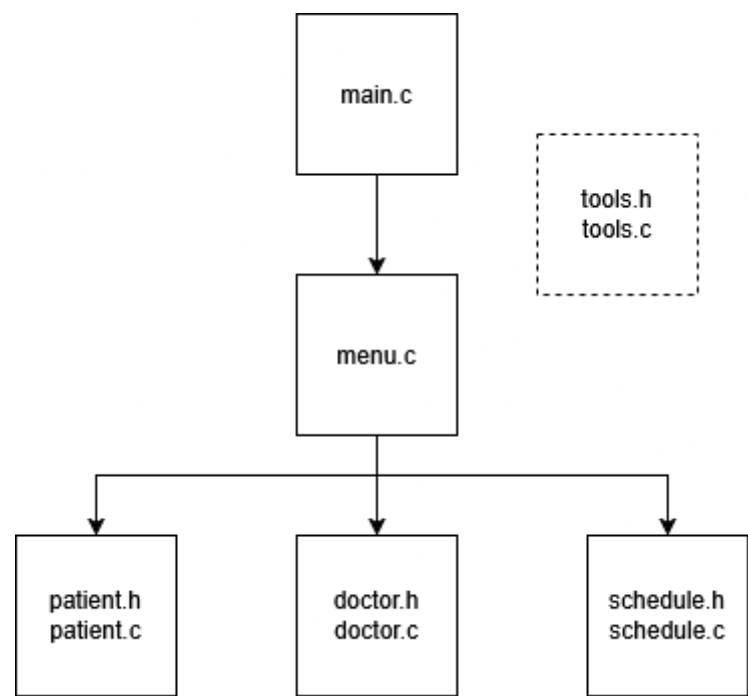 main.c
tools.h
tools.c
menu.c
patient.h
patient.c
doctor.h
doctor.c
schedule.h
schedule.c